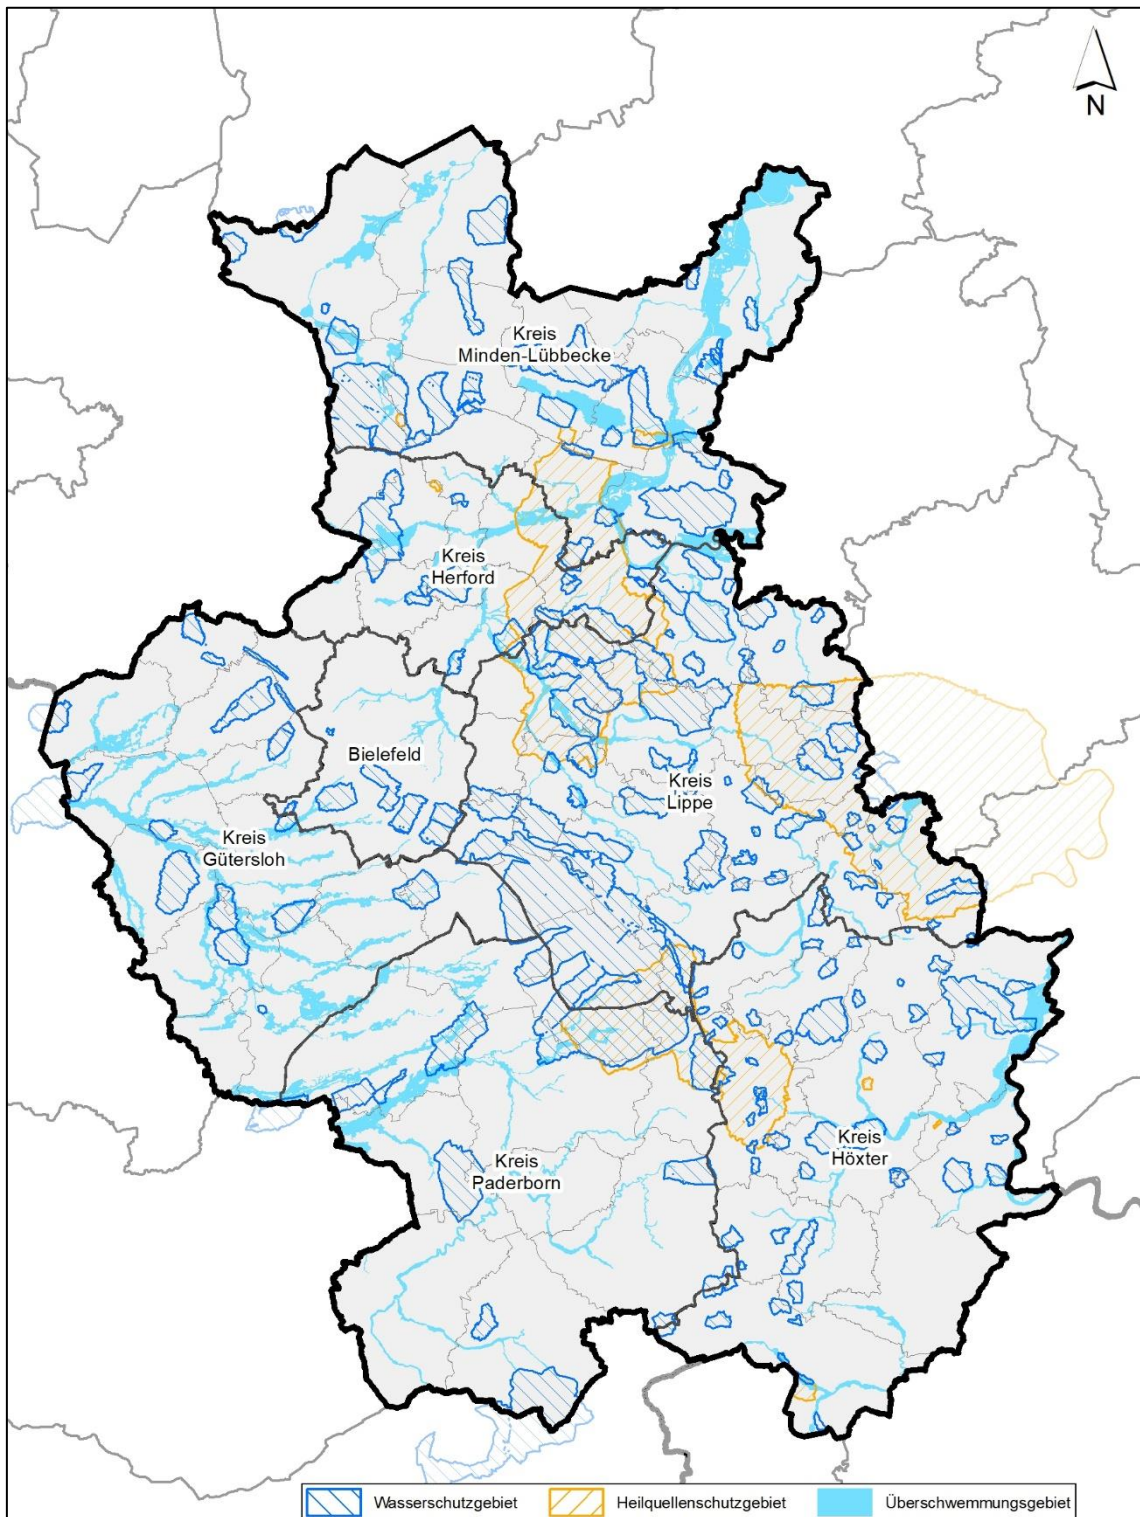 N
Kreis
Minden-Lübbecke
Kreis
Herford
Bielefeld
Kreis
Lippe
Kreis
Gütersloh
Kreis
Höxter
Kreis
Paderborn
Wasserschutzgebiet Heilquellenschutzgebiet Überschwemmungsgebiet